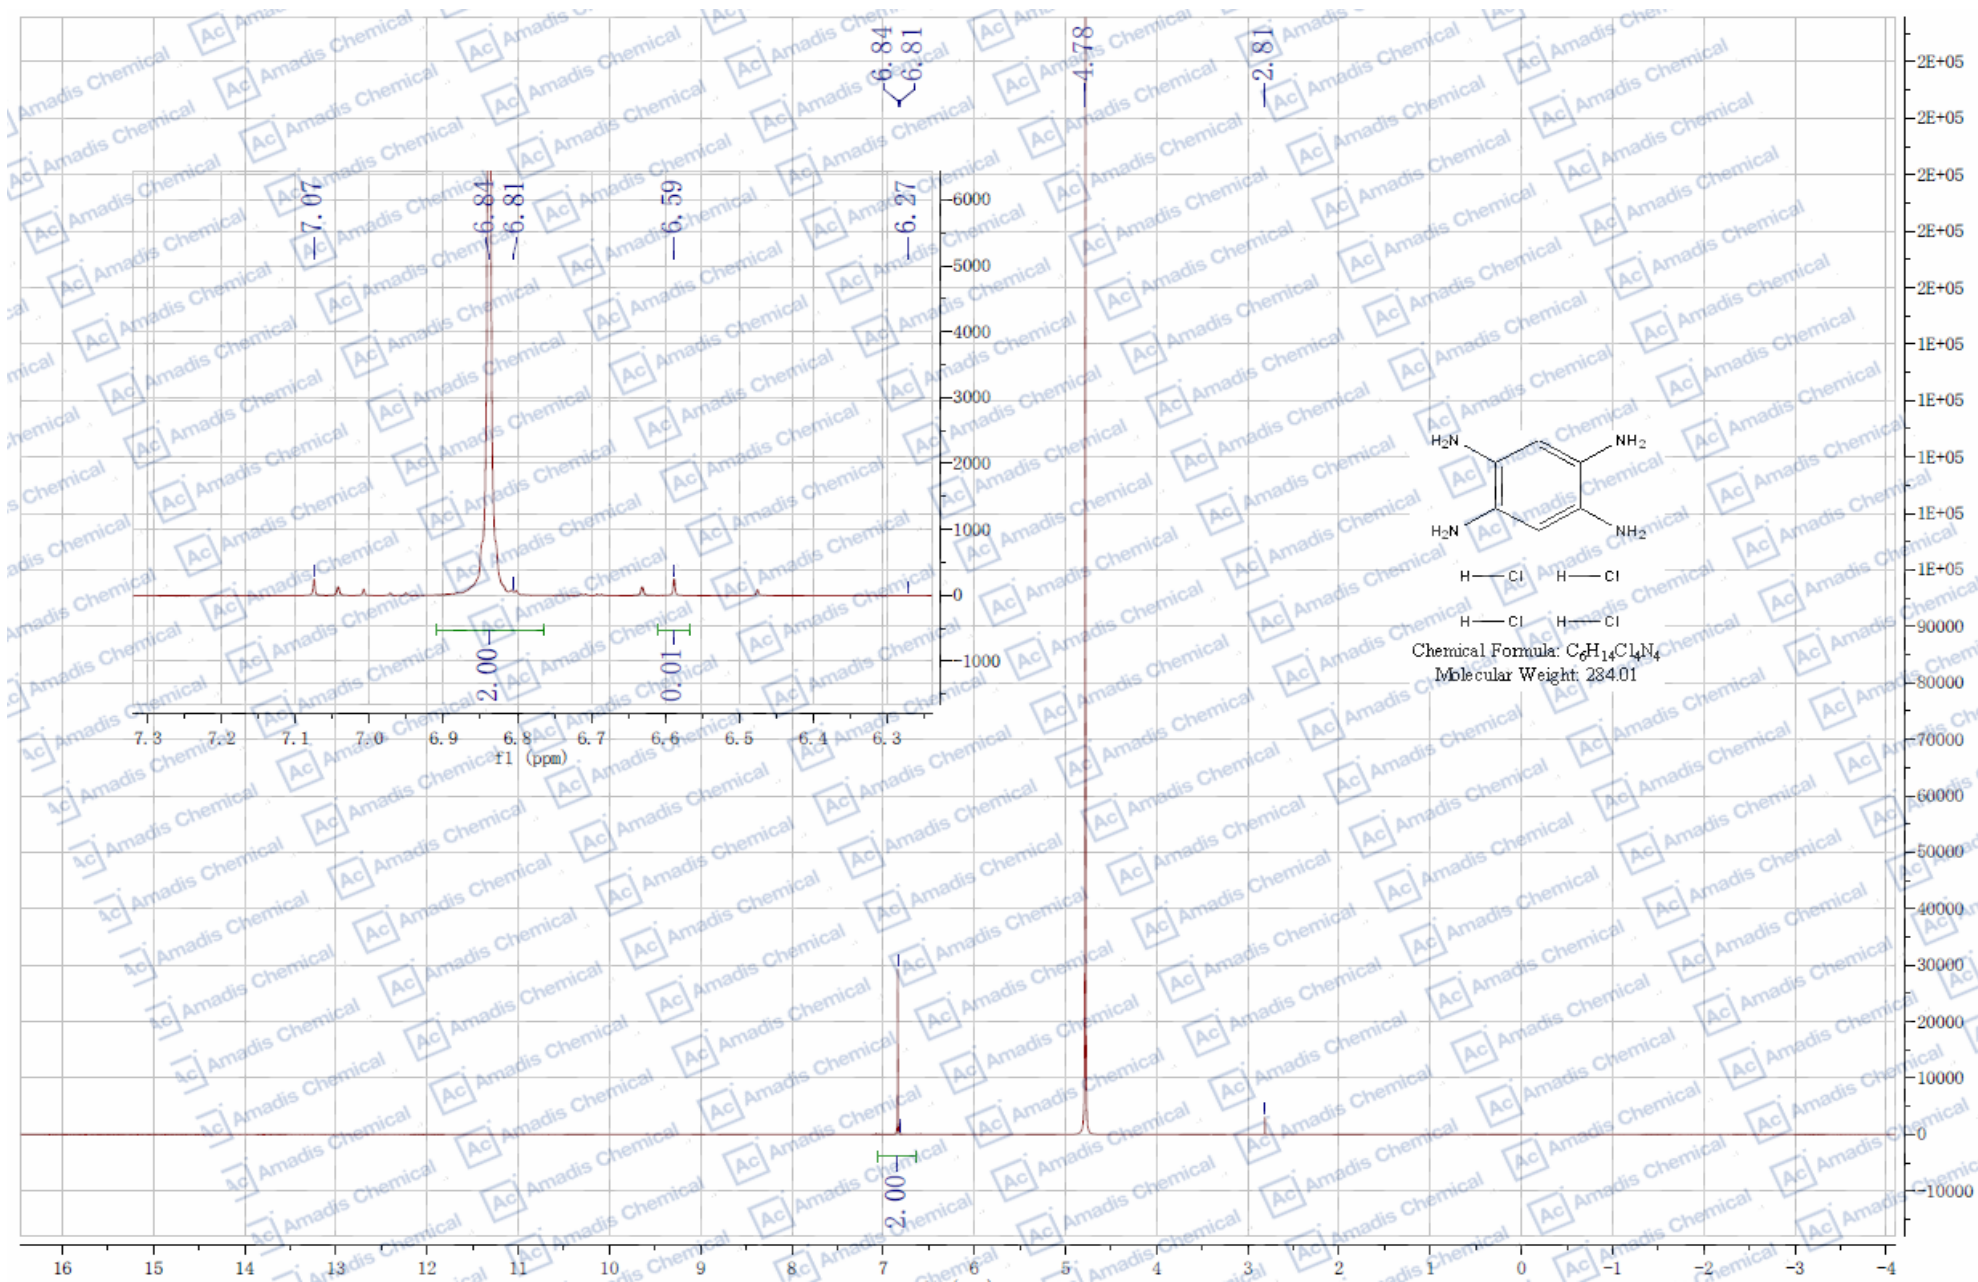 6.84
6.81
4.78
2.81
7.07
6.84
6.81
6.59
6.27
6000
5000
4000
3000
2000
1000
0
-1000
2.00
0.01
7.3 7.2 7.1 7.0 6.9 6.8 6.7 6.6 6.5 6.4 6.3
f1 (ppm)
H2N NH2
H2N NH2
H Cl H Cl
H Cl H Cl
Chemical Formula: C6H14Cl4N4
Molecular Weight: 284.01
2E+05
2E+05
2E+05
2E+05
2E+05
1E+05
1E+05
1E+05
1E+05
1E+05
90000
80000
70000
60000
50000
40000
30000
20000
10000
0
-10000
2.00
16 15 14 13 12 11 10 9 8 7 6 5 4 3 2 1 0 -1 -2 -3 -4
Ac Amadis Chemical